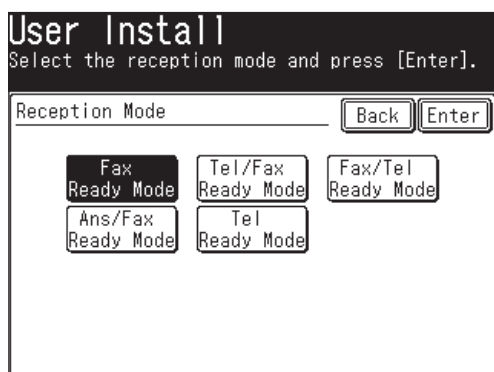 User Install
Select the reception mode and press [Enter].
Reception Mode
Back Enter
Fax Tel/Fax Fax/Tel
Ready Mode Ready Mode Ready Mode
Ans/Fax Tel
Ready Mode Ready Mode